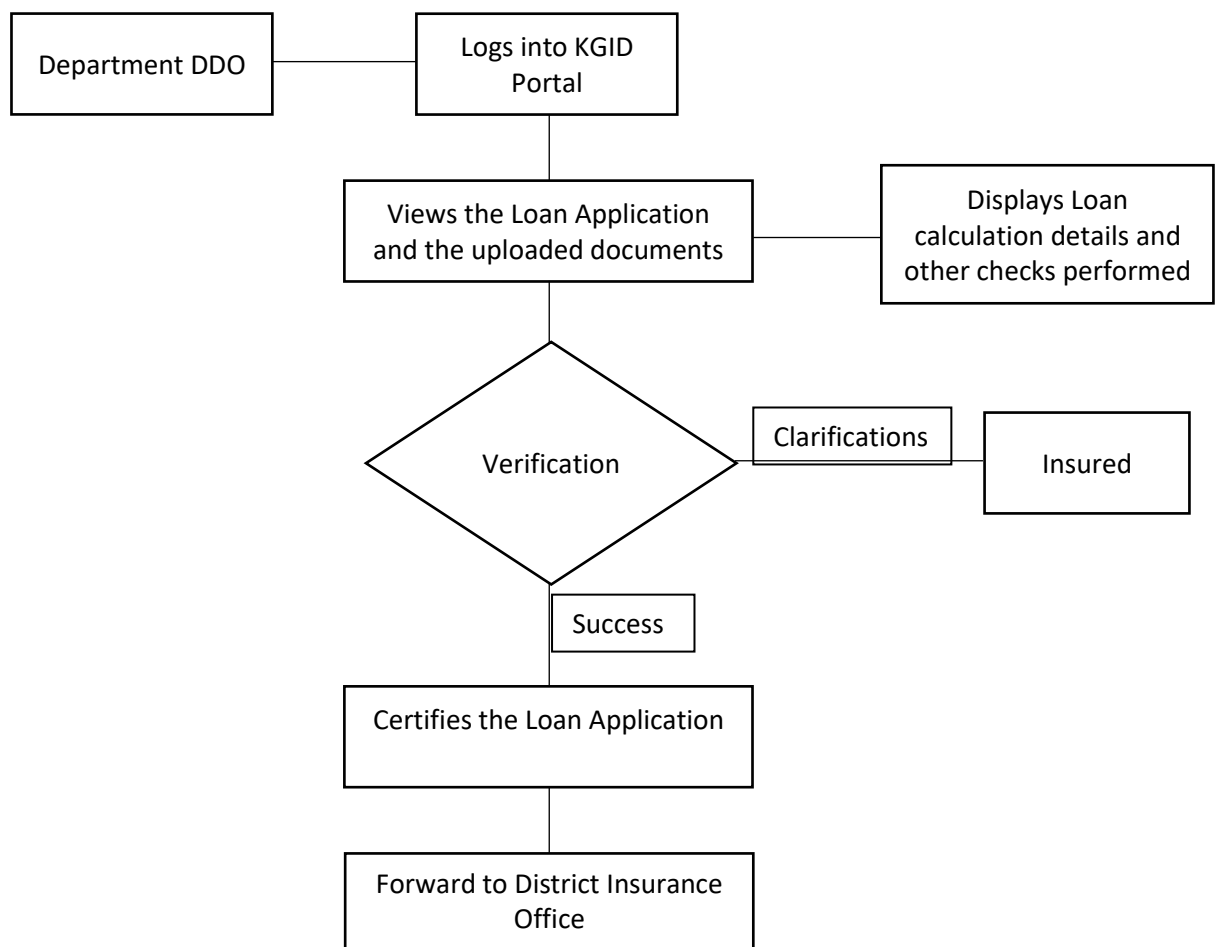 Department DDO
Logs into KGID
Portal
Views the Loan Application
and the uploaded documents
Displays Loan
calculation details and
other checks performed
Verification
Clarifications
Insured
Success
Certifies the Loan Application
Forward to District Insurance
Office